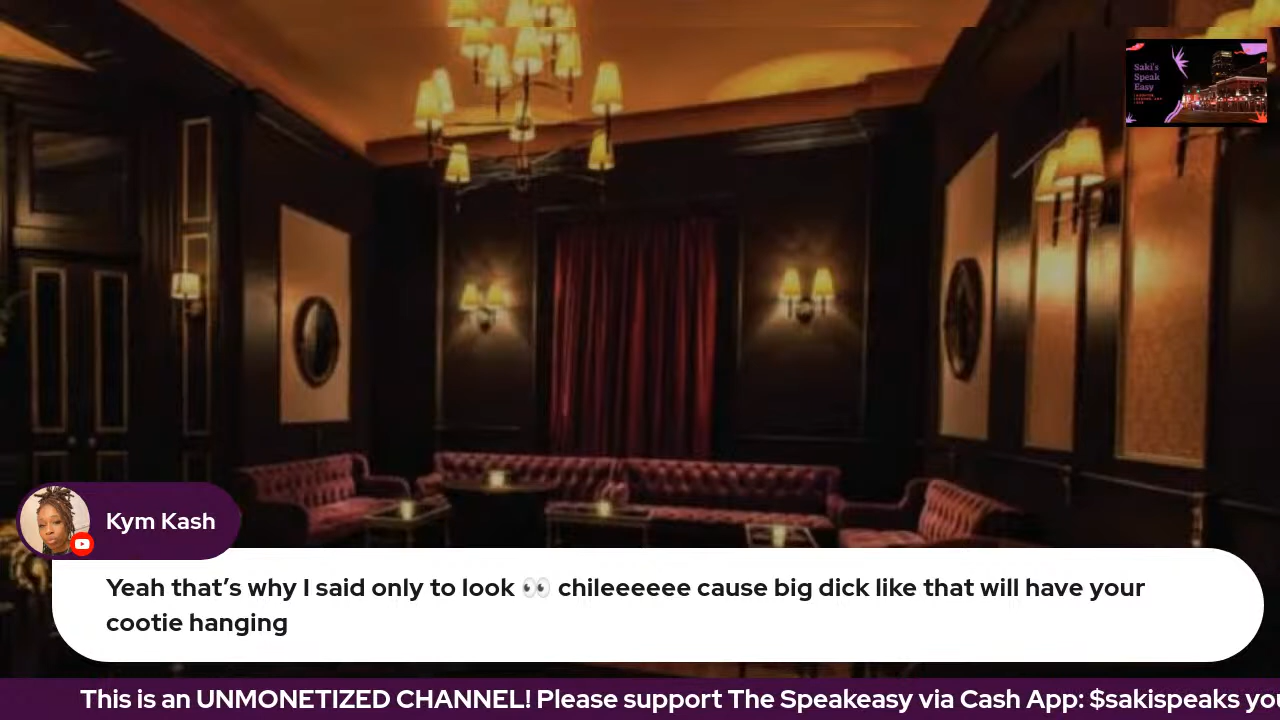 Saki's
Speak
Easy
Kym Kash
Yeah that’s why I said only to look 👀 chileeeeee cause big dick like that will have your
cootie hanging
This is an UNMONETIZED CHANNEL! Please support The Speakeasy via Cash App: $sakispeaks you